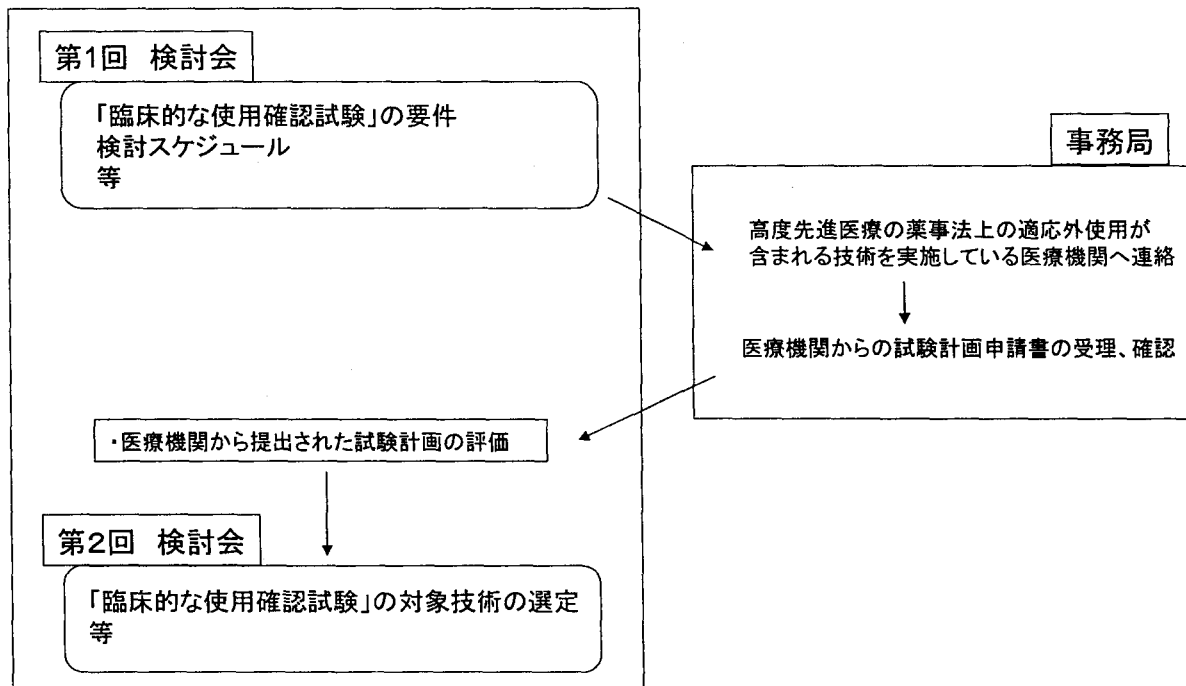 第1回 検討会
「臨床的な使用確認試験」の要件
検討スケジュール
等
事務局
高度先進医療の薬事法上の適応外使用が
含まれる技術を実施している医療機関へ連絡
医療機関からの試験計画申請書の受理、確認
・医療機関から提出された試験計画の評価
第2回 検討会
「臨床的な使用確認試験」の対象技術の選定
等